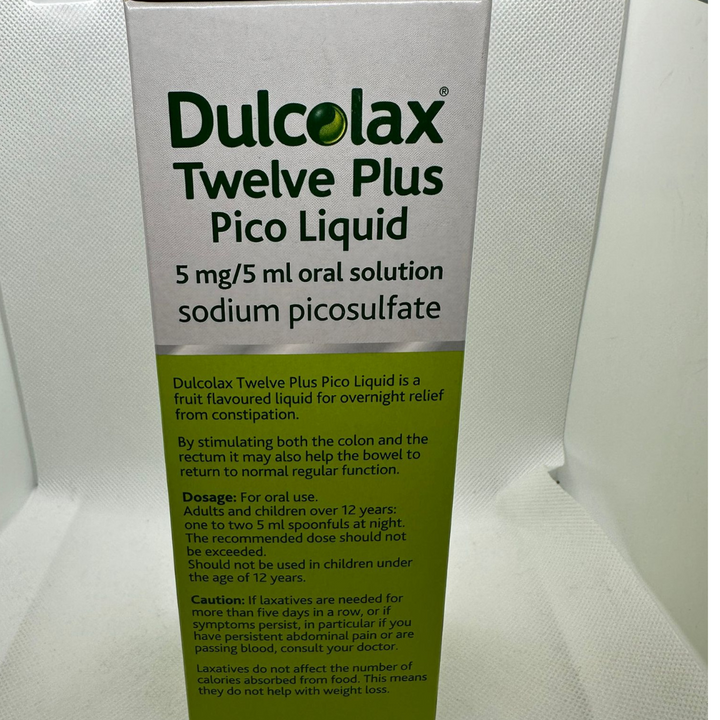 Dulcolax®
Twelve Plus
Pico Liquid
5 mg/5 ml oral solution
sodium picosulfate
Dulcolax Twelve Plus Pico Liquid is a
fruit flavoured liquid for overnight relief
from constipation.
By stimulating both the colon and the
rectum it may also help the bowel to
return to normal regular function.
Dosage: For oral use.
Adults and children over 12 years:
one to two 5 ml spoonfuls at night.
The recommended dose should not
be exceeded.
Should not be used in children under
the age of 12 years.
Caution: If laxatives are needed for
more than five days in a row, or if
symptoms persist, in particular if you
have persistent abdominal pain or are
passing blood, consult your doctor.
Laxatives do not affect the number of
calories absorbed from food. This means
they do not help with weight loss.